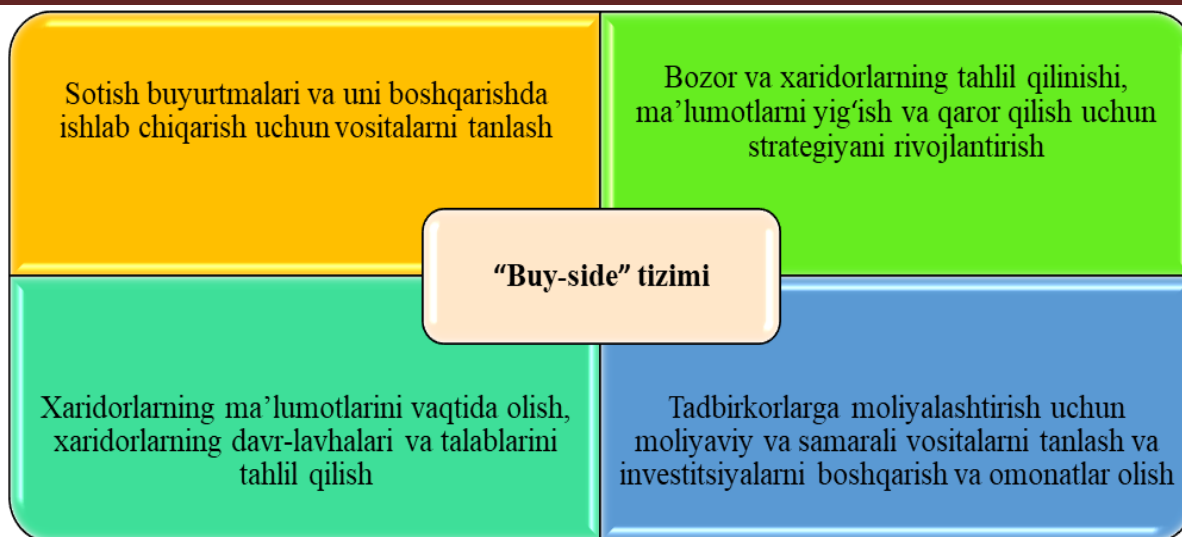 Sotish buyurtmalari va uni boshqarishda
ishlab chiqarish uchun vositalarni tanlash
Bozor va xaridorlarning tahlil qilinishi,
ma’lumotlarni yig‘ish va qaror qilish uchun
strategiyani rivojlantirish
“Buy-side” tizimi
Xaridorlarning ma’lumotlarini vaqtida olish,
xaridorlarning davr-lavhalari va talablarini
tahlil qilish
Tadbirkorlarga moliyalashtirish uchun
moliyaviy va samarali vositalarni tanlash va
investitsiyalarni boshqarish va omonatlar olish